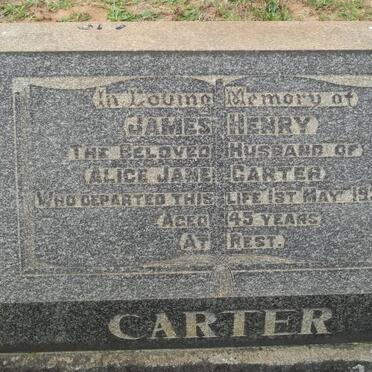 In Loving Memory of
JAMES HENRY
THE BELOVED HUSBAND OF
(ALICE JANE CARTER)
WHO DEPARTED THIS LIFE 1ST MAY
AGED 45 YEARS
(AT REST.)
CARTER